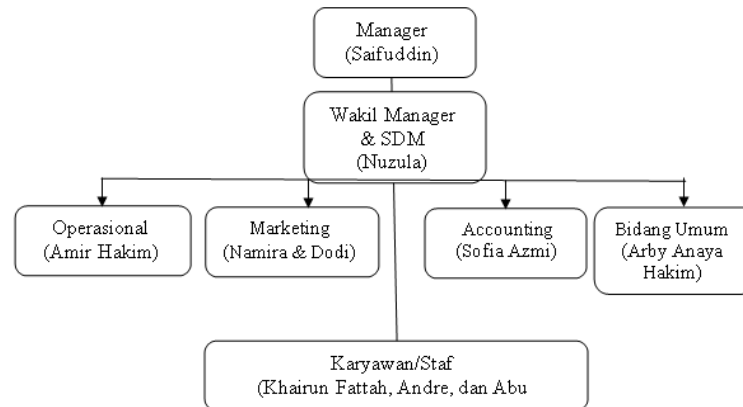 Manager
(Saifuddin)
Wakil Manager
& SDM
(Nuzula)
Operasional
(Amir Hakim)
Marketing
(Namira & Dodi)
Accounting
(Sofia Azmi)
Bidang Umum
(Arby Anaya
Hakim)
Karyawan/Staf
(Khairun Fattah, Andre, dan Abu